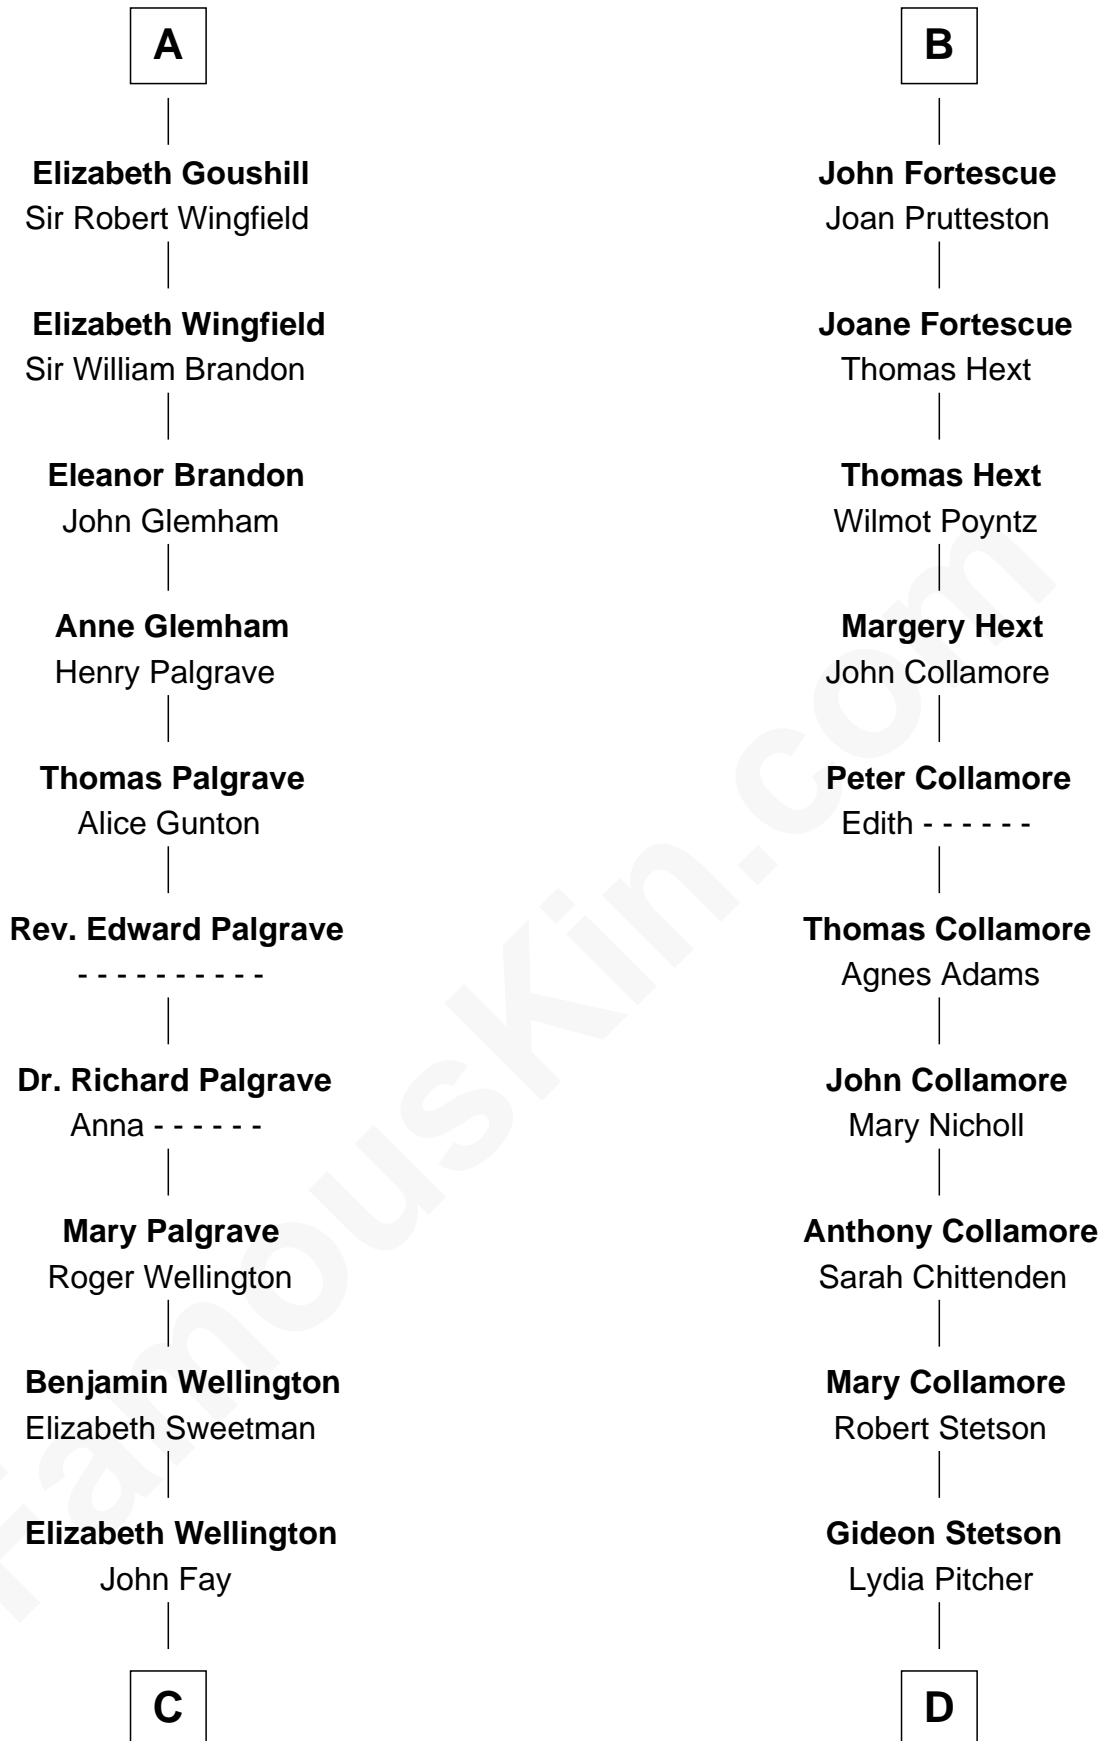 A
Elizabeth Goushill
Sir Robert Wingfield
Elizabeth Wingfield
Sir William Brandon
Eleanor Brandon
John Glemham
Anne Glemham
Henry Palgrave
Thomas Palgrave
Alice Gunton
Rev. Edward Palgrave
- - - - - - - - - -
Dr. Richard Palgrave
Anna - - - - - -
Mary Palgrave
Roger Wellington
Benjamin Wellington
Elizabeth Sweetman
Elizabeth Wellington
John Fay
C
B
John Fortescue
Joan Prutteston
Joane Fortescue
Thomas Hext
Thomas Hext
Wilmot Poyntz
Margery Hext
John Collamore
Peter Collamore
Edith - - - - - -
Thomas Collamore
Agnes Adams
John Collamore
Mary Nicholl
Anthony Collamore
Sarah Chittenden
Mary Collamore
Robert Stetson
Gideon Stetson
Lydia Pitcher
D
FamousKin.com